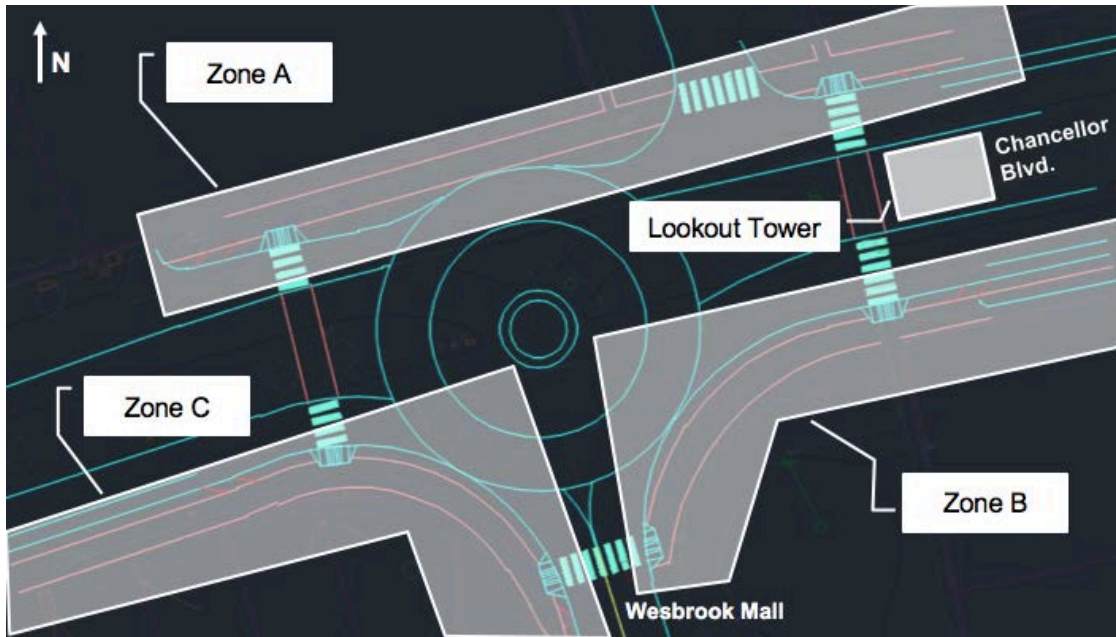 N
Zone A
Chancellor
Blvd.
Lookout Tower
Zone C
Zone B
Wesbrook Mall